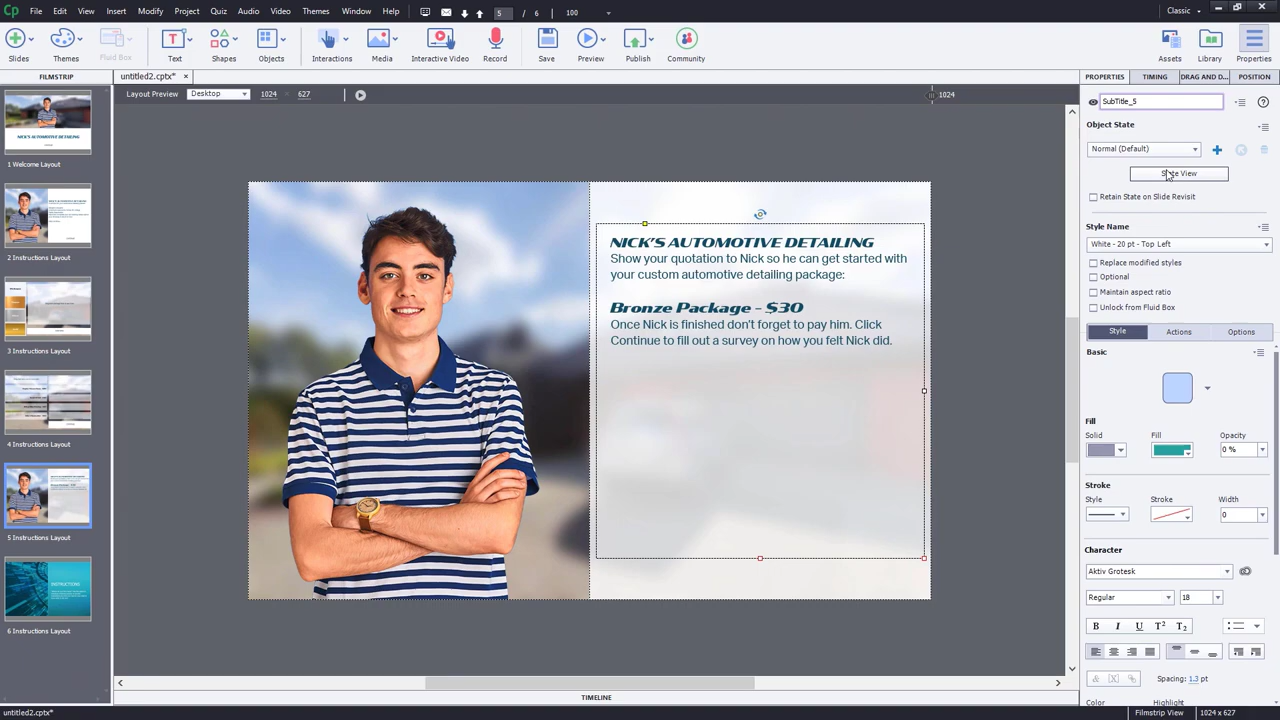 Cp File Edit View Insert Modify Project Quiz Audio Video Themes Window Help 5 / 6 100 Classic
Slides Themes Fluid Box Text Shapes Objects Interactions Media Interactive Video Record Save Preview Publish Community Assets Library Properties
FILMSTRIP untitled2.cptx* × PROPERTIES TIMING DRAG AND D... POSITION
Layout Preview Desktop 1024 × 627 1024
SubTitle_5
Object State
Normal (Default)
State View
Retain State on Slide Revisit
Style Name
White - 20 pt - Top Left
Replace modified styles
Optional
Maintain aspect ratio
Unlock from Fluid Box
Style Actions Options
Basic
Fill
Solid Fill Opacity
0 %
Stroke
Style Stroke Width
0
Character
Aktiv Grotesk
Regular 18
B I U T² T₂
Spacing: 1.3 pt
Color Highlight
NICK'S AUTOMOTIVE DETAILING
1 Welcome Layout
2 Instructions Layout
3 Instructions Layout
4 Instructions Layout
5 Instructions Layout
INSTRUCTIONS
6 Instructions Layout
NICK'S AUTOMOTIVE DETAILING
Show your quotation to Nick so he can get started with
your custom automotive detailing package:
Bronze Package - $30
Once Nick is finished don't forget to pay him. Click
Continue to fill out a survey on how you felt Nick did.
TIMELINE
untitled2.cptx* Filmstrip View 1024 x 627